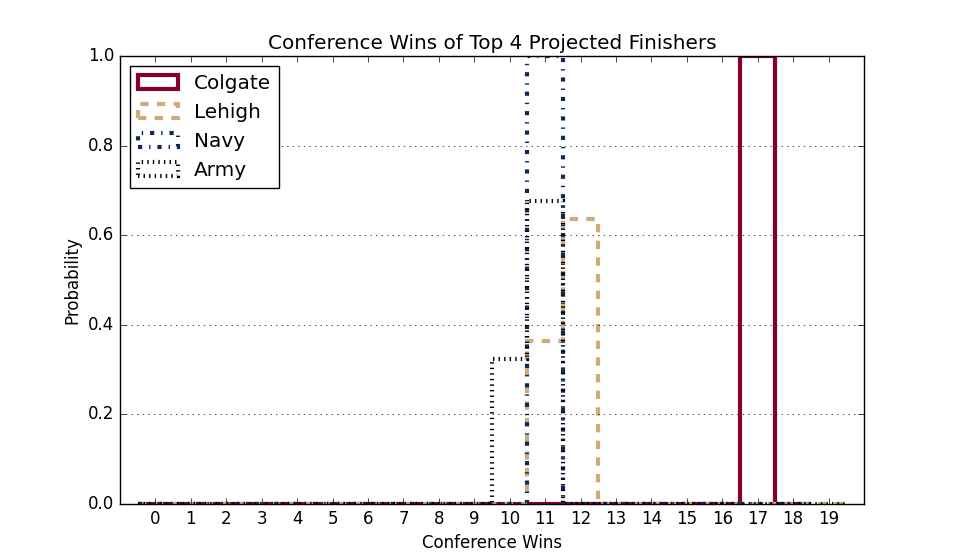 Conference Wins of Top 4 Projected Finishers
1.0
0.8
0.6
0.4
0.2
0.0
Probability
Colgate
Lehigh
Navy
Army
0 1 2 3 4 5 6 7 8 9 10 11 12 13 14 15 16 17 18 19
Conference Wins